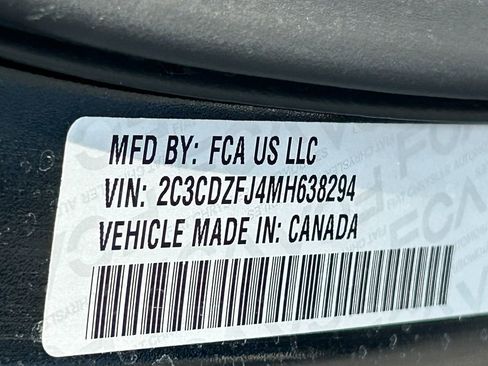 MFD BY: FCA US LLC
VIN: 2C3CDZFJ4MH638294
VEHICLE MADE IN: CANADA